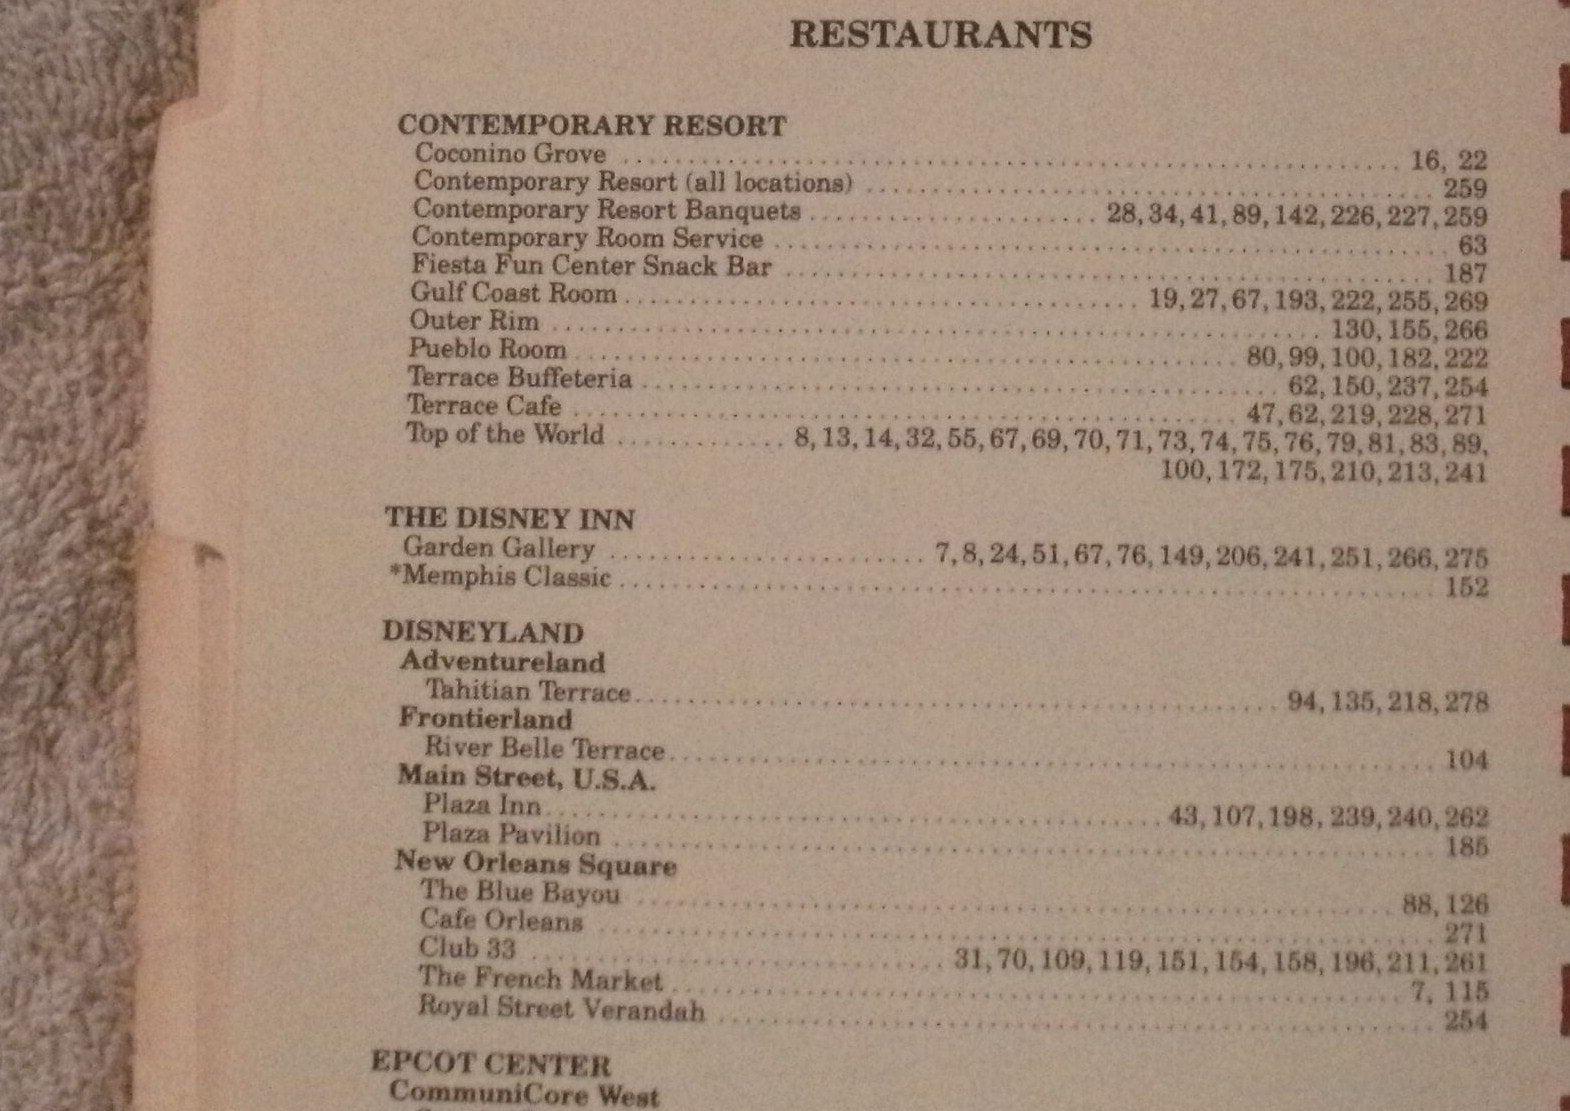 RESTAURANTS
CONTEMPORARY RESORT
Coconino Grove ........ 16, 22
Contemporary Resort (all locations) ........ 259
Contemporary Resort Banquets ........ 28, 34, 41, 89, 142, 226, 227, 259
Contemporary Room Service ........ 63
Fiesta Fun Center Snack Bar ........ 187
Gulf Coast Room ........ 19, 27, 67, 193, 222, 255, 269
Outer Rim ........ 130, 155, 266
Pueblo Room ........ 80, 99, 100, 182, 222
Terrace Buffeteria ........ 62, 150, 237, 254
Terrace Cafe ........ 47, 62, 219, 228, 271
Top of the World ........ 8, 13, 14, 32, 55, 67, 69, 70, 71, 73, 74, 75, 76, 79, 81, 83, 89,
100, 172, 175, 210, 213, 241
THE DISNEY INN
Garden Gallery ........ 7, 8, 24, 51, 67, 76, 149, 206, 241, 251, 266, 275
*Memphis Classic ........ 152
DISNEYLAND
Adventureland
Tahitian Terrace ........ 94, 135, 218, 278
Frontierland
River Belle Terrace ........ 104
Main Street, U.S.A.
Plaza Inn ........ 43, 107, 198, 239, 240, 262
Plaza Pavilion ........ 185
New Orleans Square
The Blue Bayou ........ 88, 126
Cafe Orleans ........ 271
Club 33 ........ 31, 70, 109, 119, 151, 154, 158, 196, 211, 261
The French Market ........ 7, 115
Royal Street Verandah ........ 254
EPCOT CENTER
CommuniCore West